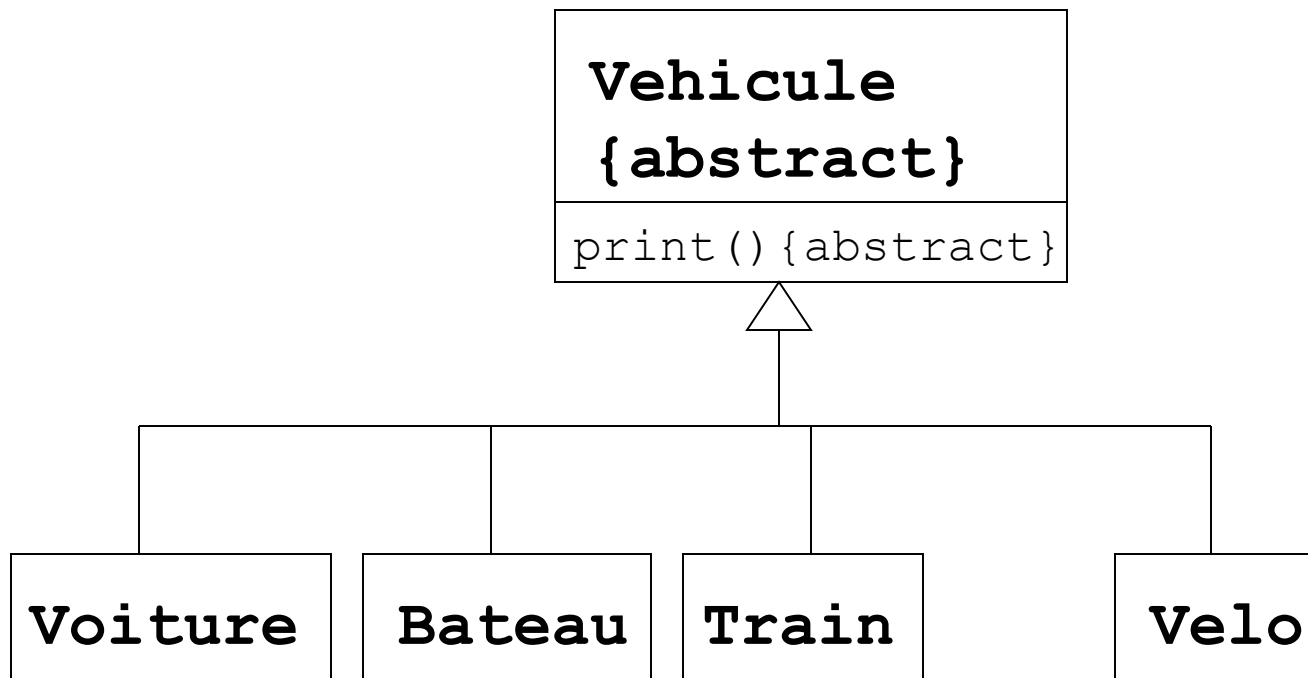 Vehicule
{abstract}
print(){abstract}
Voiture
Bateau
Train
Velo